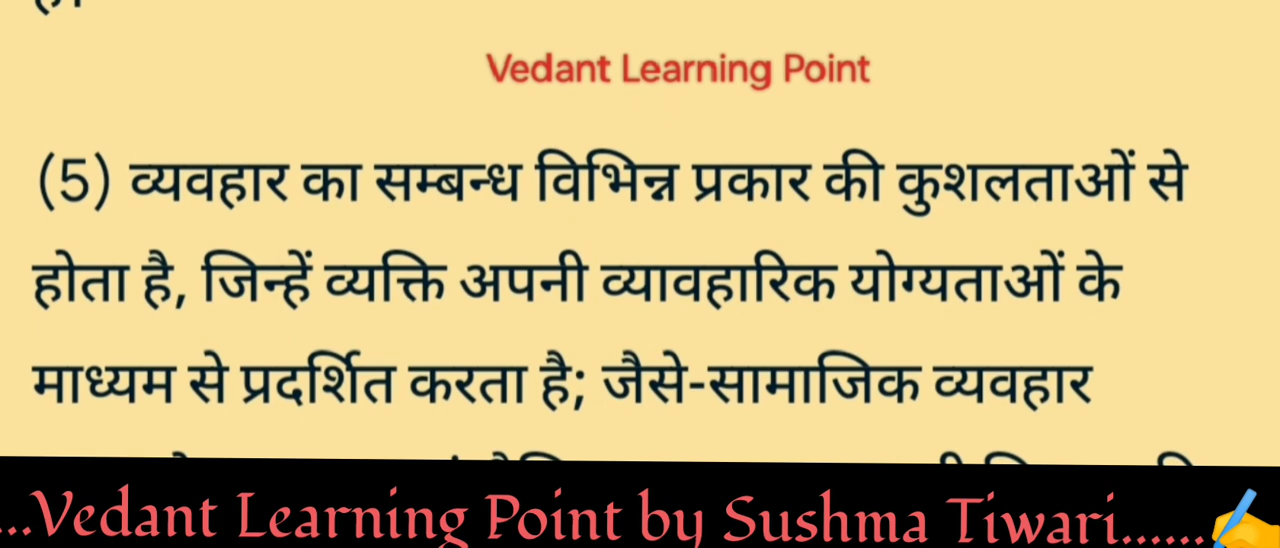 Vedant Learning Point
(5) व्यवहार का सम्बन्ध विभिन्न प्रकार की कुशलताओं से
होता है, जिन्हें व्यक्ति अपनी व्यावहारिक योग्यताओं के
माध्यम से प्रदर्शित करता है; जैसे-सामाजिक व्यवहार
...Vedant Learning Point by Sushma Tiwari......✍